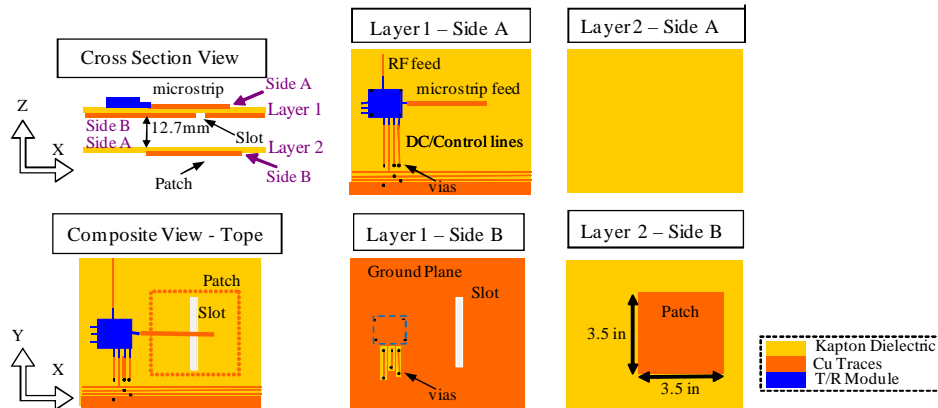 Cross Section View
Layer 1 – Side A
Layer 2 – Side A
Z
X
microstrip
Side A
Layer 1
Side B
Side A
12.7mm
Slot
Layer 2
Patch
Side B
RF feed
microstrip feed
DC/Control lines
vias
Composite View - Tope
Layer 1 – Side B
Layer 2 – Side B
Y
X
Patch
Slot
Ground Plane
Slot
vias
Patch
3.5 in
3.5 in
Kapton Dielectric
Cu Traces
T/R Module